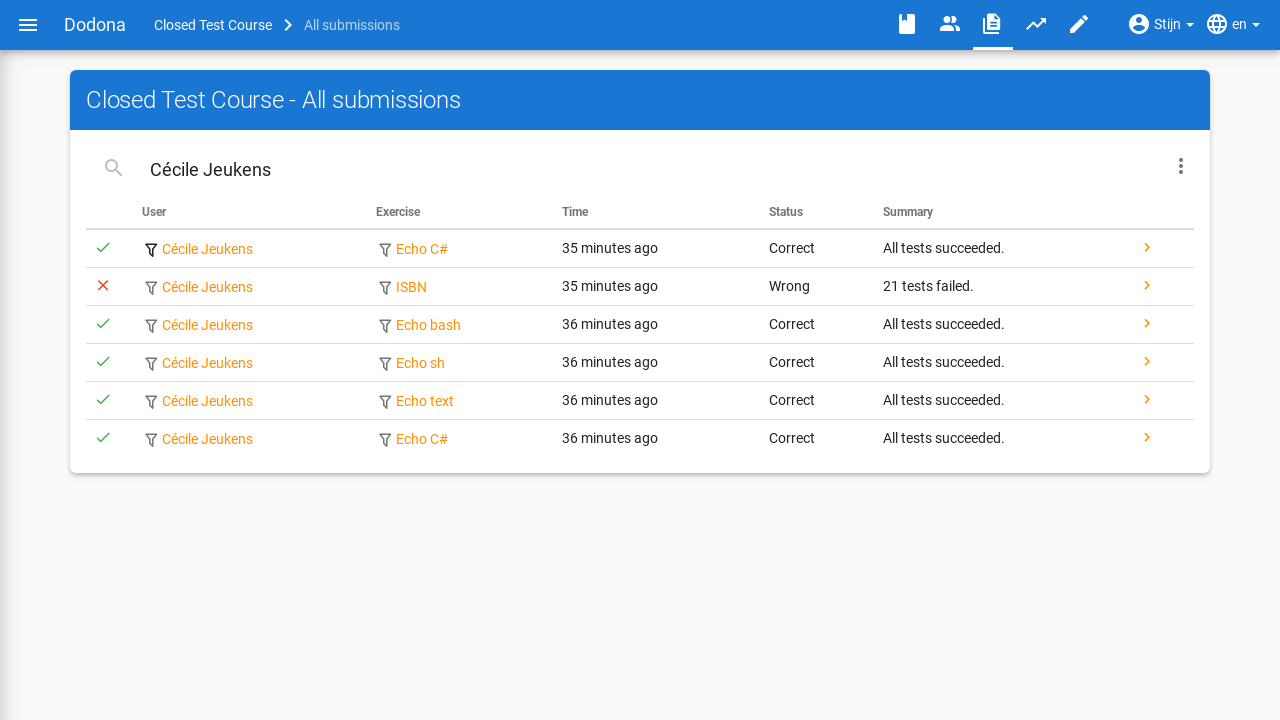 Dodona Closed Test Course All submissions Stijn en
Closed Test Course - All submissions
Cécile Jeukens
User Exercise Time Status Summary
Cécile Jeukens Echo C# 35 minutes ago Correct All tests succeeded.
Cécile Jeukens ISBN 35 minutes ago Wrong 21 tests failed.
Cécile Jeukens Echo bash 36 minutes ago Correct All tests succeeded.
Cécile Jeukens Echo sh 36 minutes ago Correct All tests succeeded.
Cécile Jeukens Echo text 36 minutes ago Correct All tests succeeded.
Cécile Jeukens Echo C# 36 minutes ago Correct All tests succeeded.